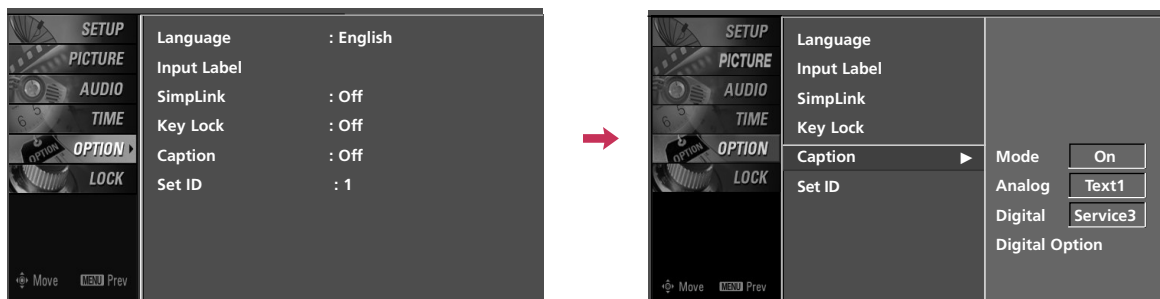 SETUP
PICTURE
AUDIO
TIME
OPTION
LOCK
Move MENU Prev
Language : English
Input Label
SimpLink : Off
Key Lock : Off
Caption : Off
Set ID : 1
SETUP
PICTURE
AUDIO
TIME
OPTION
LOCK
Move MENU Prev
Language
Input Label
SimpLink
Key Lock
Caption ▶
Set ID
Mode On
Analog Text1
Digital Service3
Digital Option